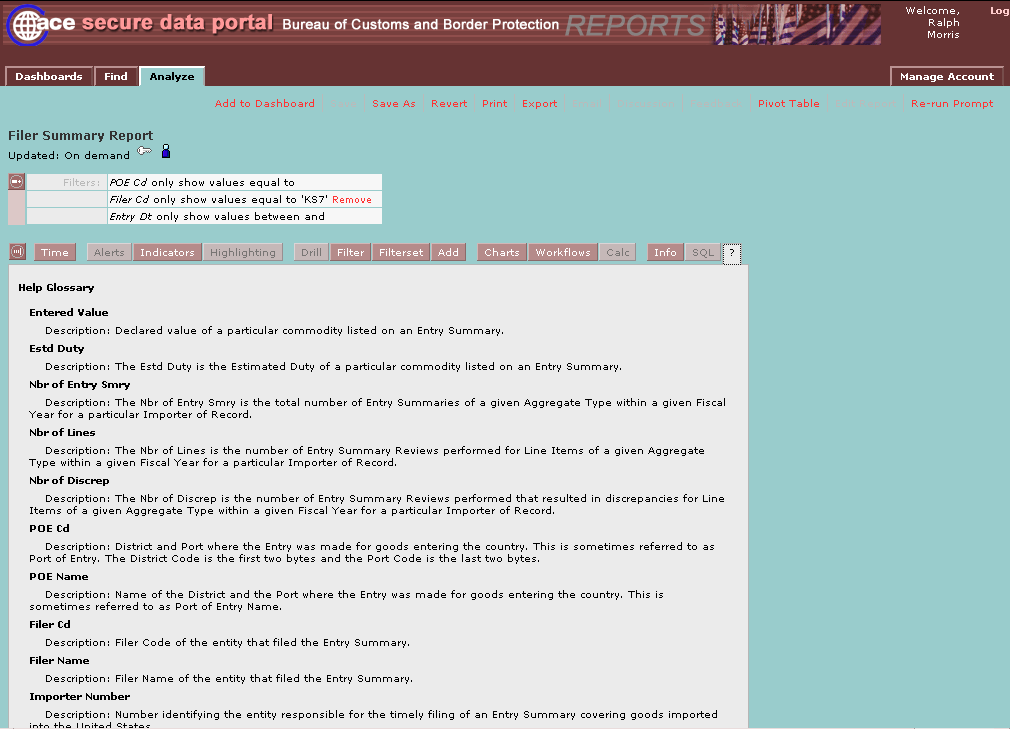 ace secure data portal Bureau of Customs and Border Protection REPORTS
Welcome, Ralph Morris
Log
Dashboards Find Analyze
Manage Account
Add to Dashboard Save Save As Revert Print Export Pivot Table Re-run Prompt
Filer Summary Report
Updated: On demand
Filters: POE Cd only show values equal to
Filer Cd only show values equal to 'KS7' Remove
Entry Dt only show values between and
Time Alerts Indicators Highlighting Drill Filter Filterset Add Charts Workflows Calc Info SQL ?
Help Glossary
Entered Value
Description: Declared value of a particular commodity listed on an Entry Summary.
Estd Duty
Description: The Estd Duty is the Estimated Duty of a particular commodity listed on an Entry Summary.
Nbr of Entry Smry
Description: The Nbr of Entry Smry is the total number of Entry Summaries of a given Aggregate Type within a given Fiscal
Year for a particular Importer of Record.
Nbr of Lines
Description: The Nbr of Lines is the number of Entry Summary Reviews performed for Line Items of a given Aggregate
Type within a given Fiscal Year for a particular Importer of Record.
Nbr of Discrep
Description: The Nbr of Discrep is the number of Entry Summary Reviews performed that resulted in discrepancies for Line
Items of a given Aggregate Type within a given Fiscal Year for a particular Importer of Record.
POE Cd
Description: District and Port where the Entry was made for goods entering the country. This is sometimes referred to as
Port of Entry. The District Code is the first two bytes and the Port Code is the last two bytes.
POE Name
Description: Name of the District and the Port where the Entry was made for goods entering the country. This is
sometimes referred to as Port of Entry Name.
Filer Cd
Description: Filer Code of the entity that filed the Entry Summary.
Filer Name
Description: Filer Name of the entity that filed the Entry Summary.
Importer Number
Description: Number identifying the entity responsible for the timely filing of an Entry Summary covering goods imported
into the United States.